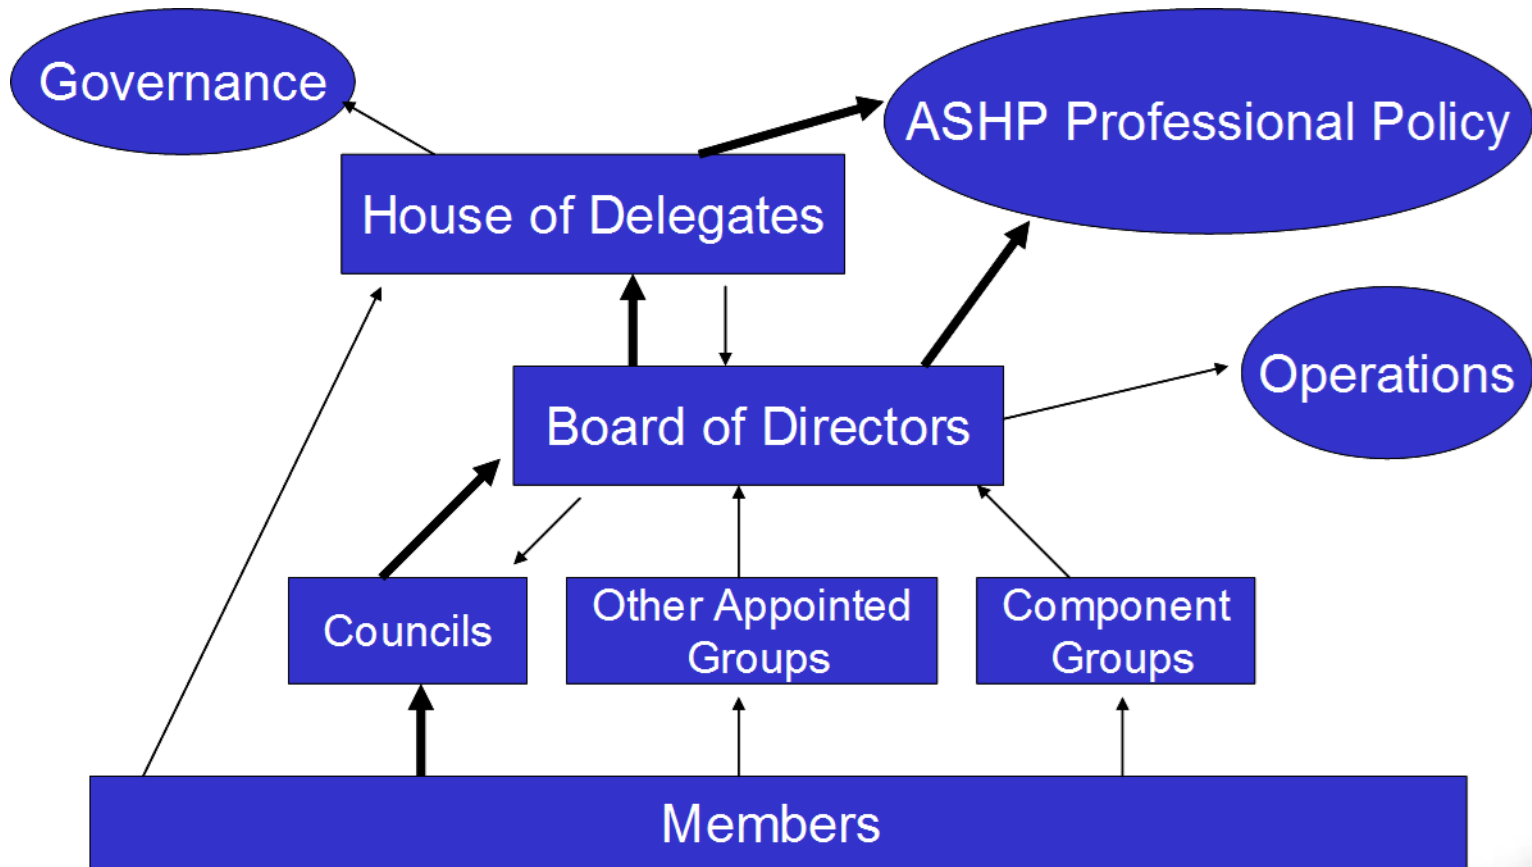 Governance
ASHP Professional Policy
House of Delegates
Operations
Board of Directors
Councils
Other Appointed
Groups
Component
Groups
Members